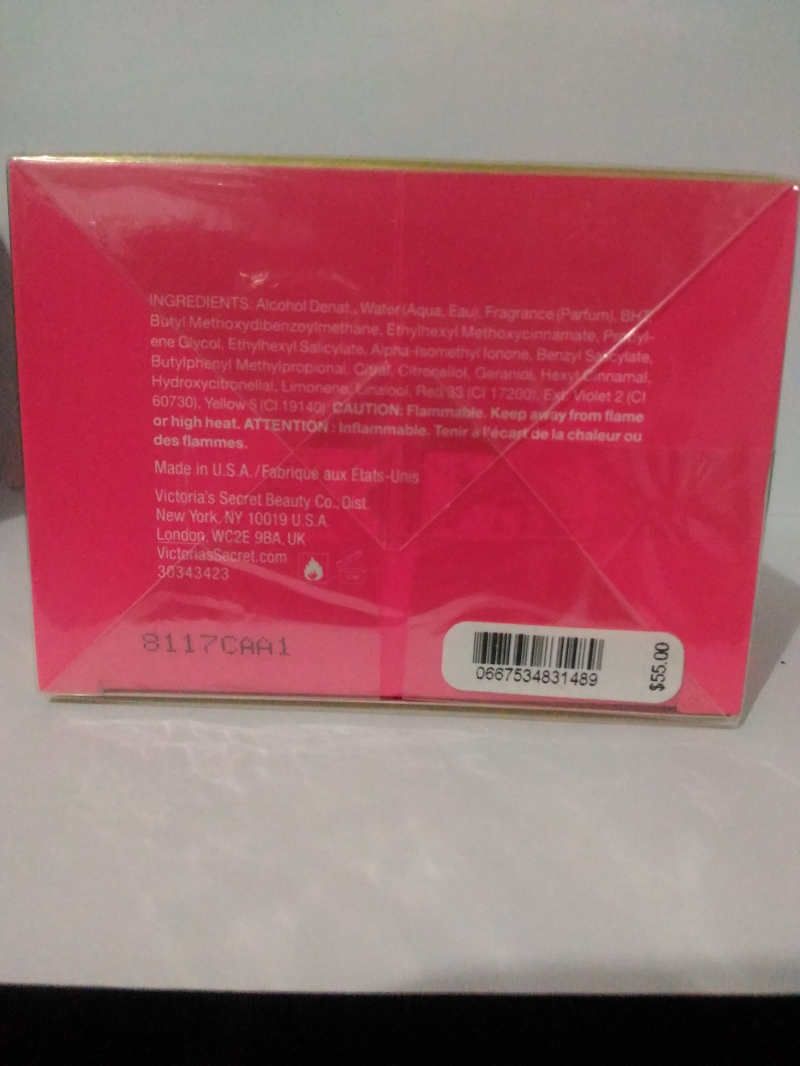 INGREDIENTS: Alcohol Denat., Water (Aqua, Eau), Fragrance (Parfum), BHT,
Butyl Methoxydibenzoylmethane, Ethylhexyl Methoxycinnamate, Propyl-
ene Glycol, Ethylhexyl Salicylate, Alpha-Isomethyl Ionone, Benzyl Salicylate,
Butylphenyl Methylpropional, Citral, Citronellol, Geraniol, Hexyl Cinnamal,
Hydroxycitronellal, Limonene, Linalool, Red 33 (CI 17200), Ext. Violet 2 (CI
60730), Yellow 5 (CI 19140) CAUTION: Flammable. Keep away from flame
or high heat. ATTENTION : Inflammable. Tenir à l'écart de la chaleur ou
des flammes.
Made in U.S.A. / Fabriqué aux États-Unis
Victoria's Secret Beauty Co., Dist.
New York, NY 10019 U.S.A.
London WC2E 9BA, UK
VictoriasSecret.com
30343423
8117CAA1
0667534831489
$55.00